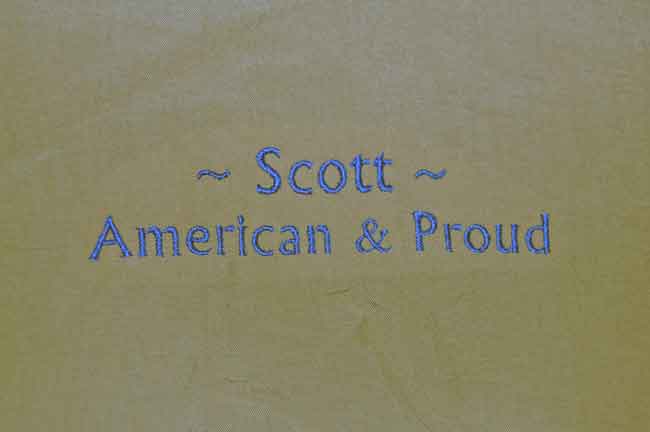 ~ Scott ~
American & Proud